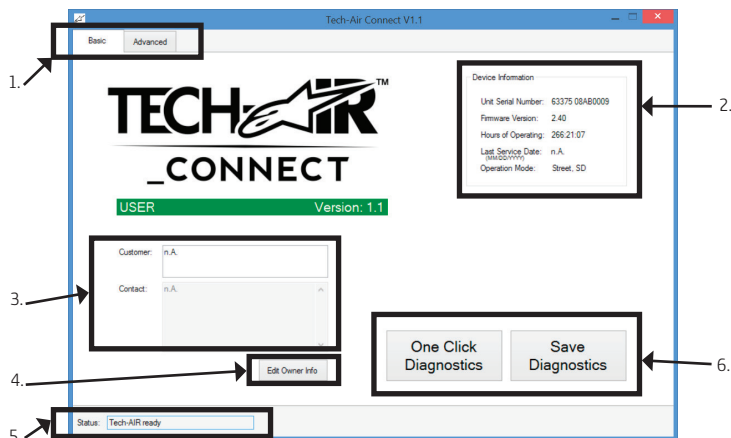 Tech-Air Connect V1.1
Basic Advanced
1.
TECH-AIR™
_CONNECT
USER Version: 1.1
Device Information
Unit Serial Number: 63375 08AB0009
Firmware Version: 2.40
Hours of Operating: 266:21:07
Last Service Date: n.A.
(MM/DD/YYYY)
Operation Mode: Street, SD
2.
Customer: n.A.
Contact: n.A.
3.
Edit Owner Info
4.
One Click
Diagnostics
Save
Diagnostics
6.
Status: Tech-AIR ready
5.